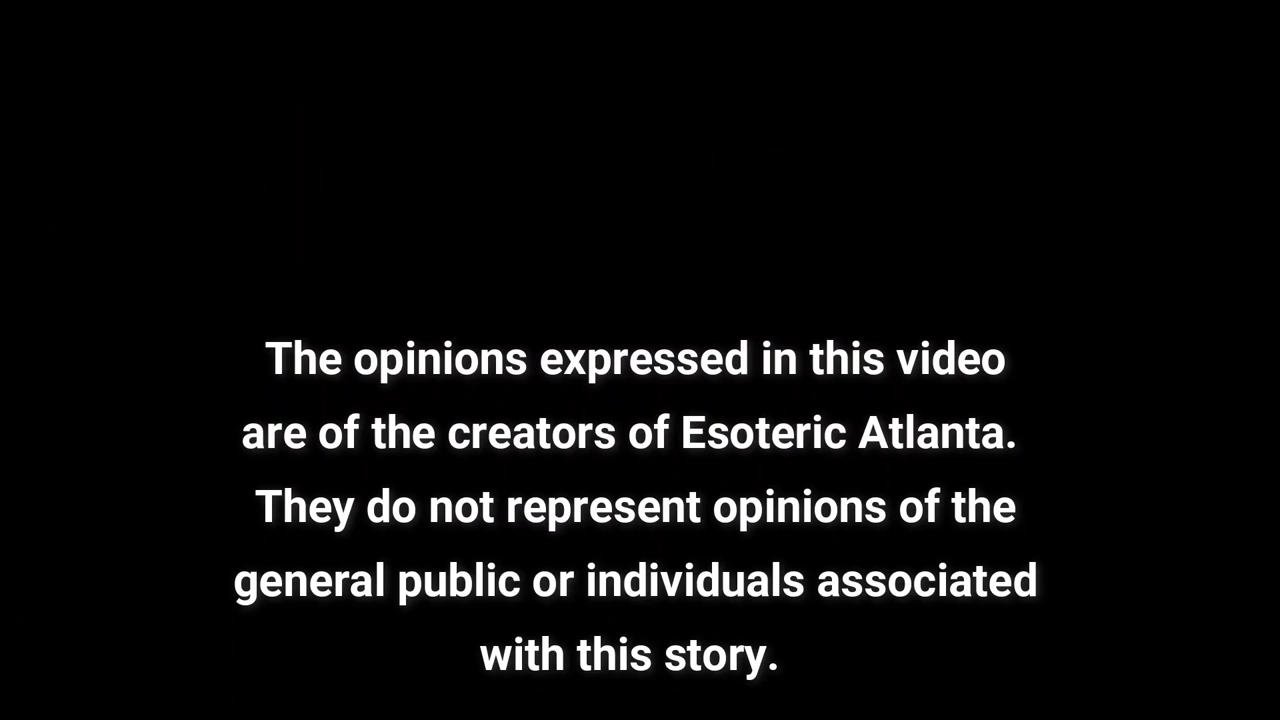 The opinions expressed in this video
are of the creators of Esoteric Atlanta.
They do not represent opinions of the
general public or individuals associated
with this story.